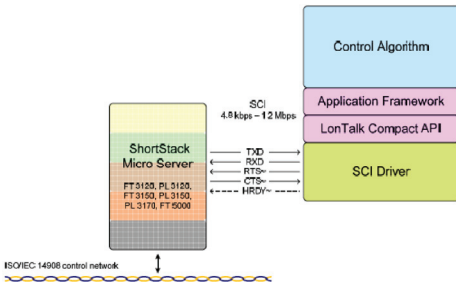 Control Algorithm
SCI
4.8 kbps – 1.2 Mbps
Application Framework
LonTalk Compact API
ShortStack
Micro Server
FT 3120, PL 3120,
FT 3150, PL 3150,
PL 3170, FT 5000
TXD
RXD
RTS~
CTS~
HRDY~
SCI Driver
ISO/IEC 14908 control network